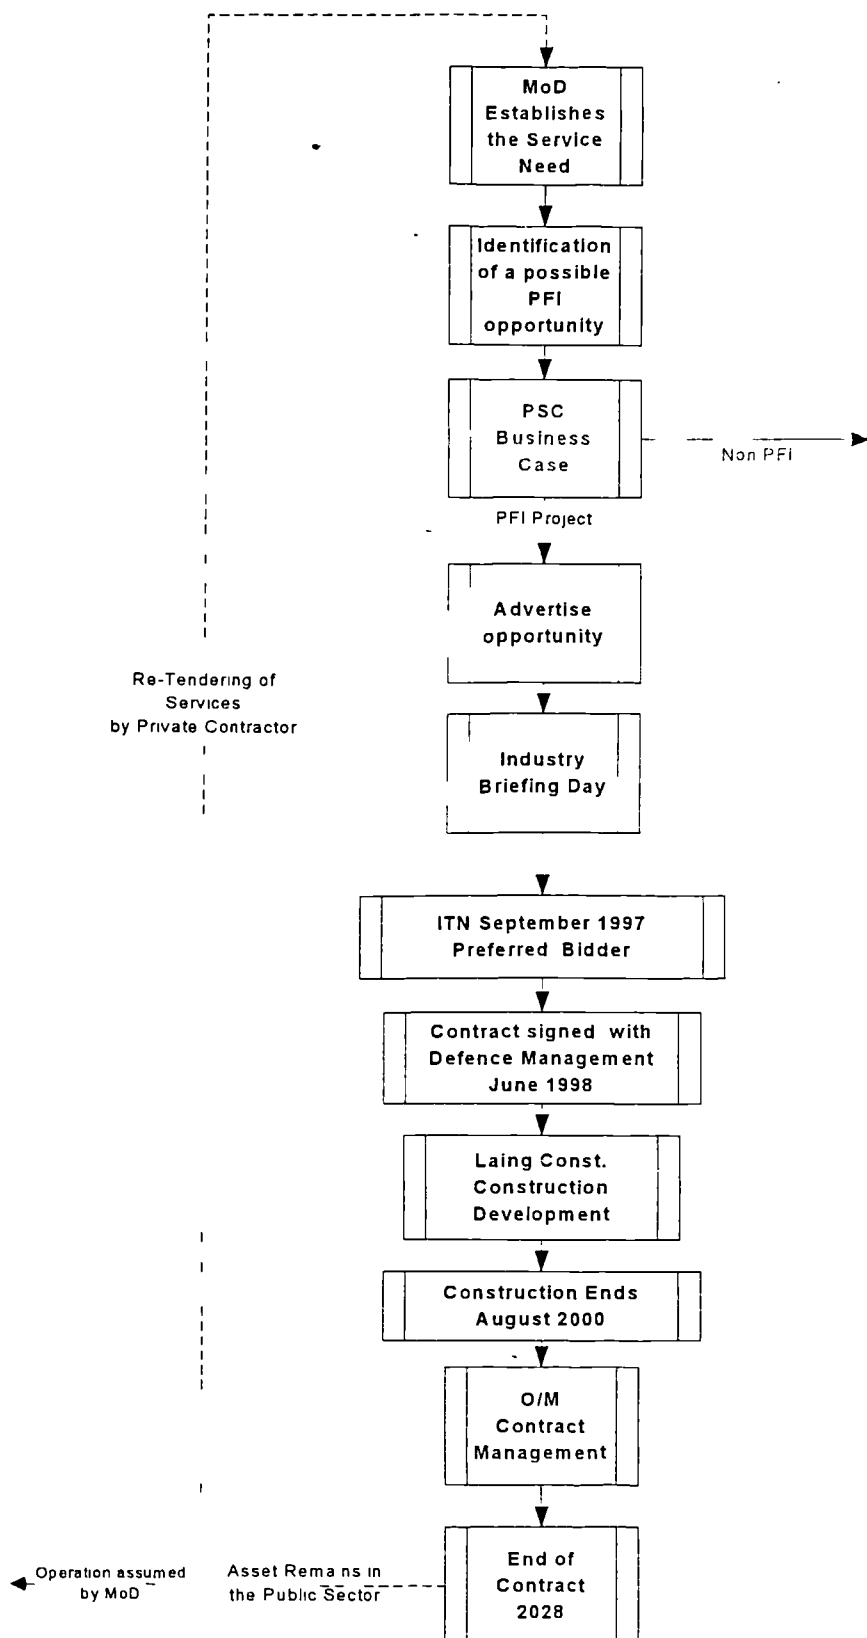 MoD
Establishes
the Service
Need
Identification
of a possible
PFI
opportunity
PSC
Business
Case
Non PFI
PFI Project
Advertise
opportunity
Re-Tendering of
Services
by Private Contractor
Industry
Briefing Day
ITN September 1997
Preferred Bidder
Contract signed with
Defence Management
June 1998
Laing Const.
Construction
Development
Construction Ends
August 2000
O/M
Contract
Management
Operation assumed
by MoD
Asset Remains in
the Public Sector
End of
Contract
2028